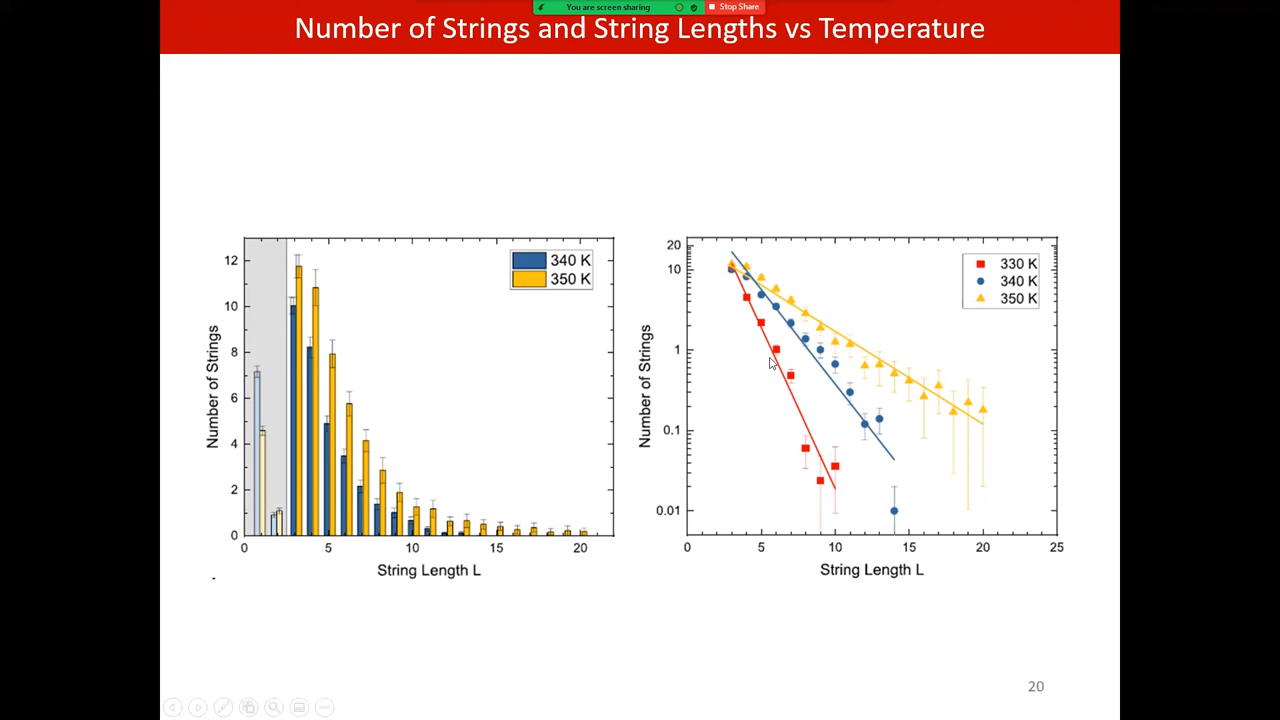 You are screen sharing
Stop Share
Number of Strings and String Lengths vs Temperature
12
10
8
6
4
2
0
0
5
10
15
20
Number of Strings
String Length L
340 K
350 K
20
10
1
0.1
0.01
0
5
10
15
20
25
Number of Strings
String Length L
330 K
340 K
350 K
20